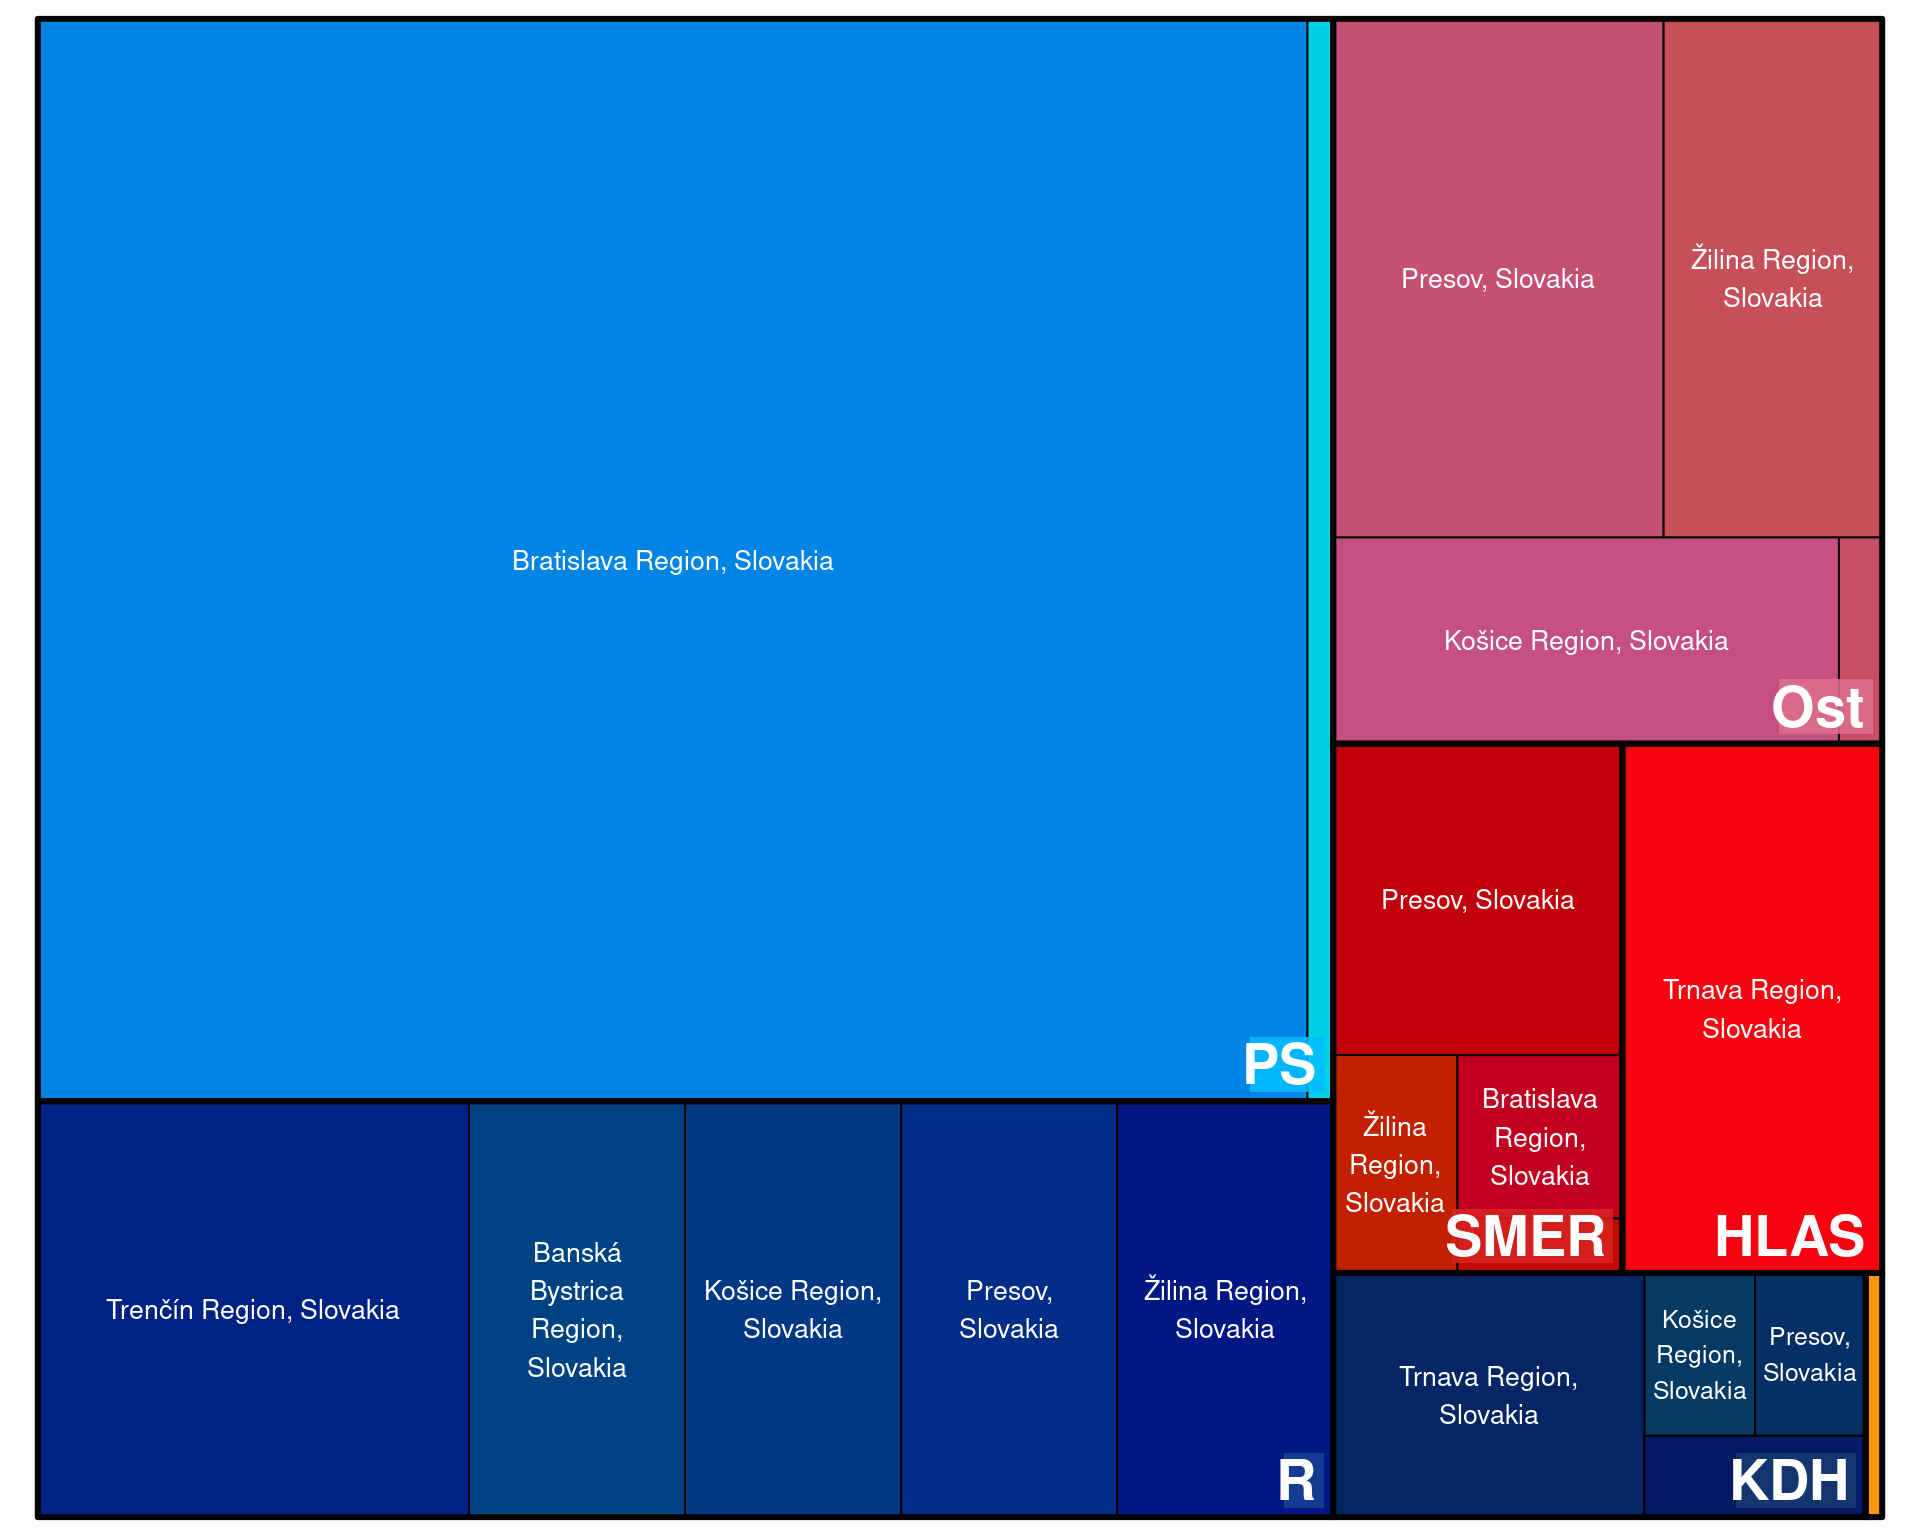 Bratislava Region, Slovakia
PS
Trenčín Region, Slovakia
Banská
Bystrica
Region,
Slovakia
Košice Region,
Slovakia
Presov,
Slovakia
Žilina Region,
Slovakia
R
Presov, Slovakia
Žilina Region,
Slovakia
Košice Region, Slovakia
Ost
Presov, Slovakia
Žilina
Region,
Slovakia
Bratislava
Region,
Slovakia
SMER
Trnava Region,
Slovakia
HLAS
Trnava Region,
Slovakia
Košice
Region,
Slovakia
Presov,
Slovakia
KDH